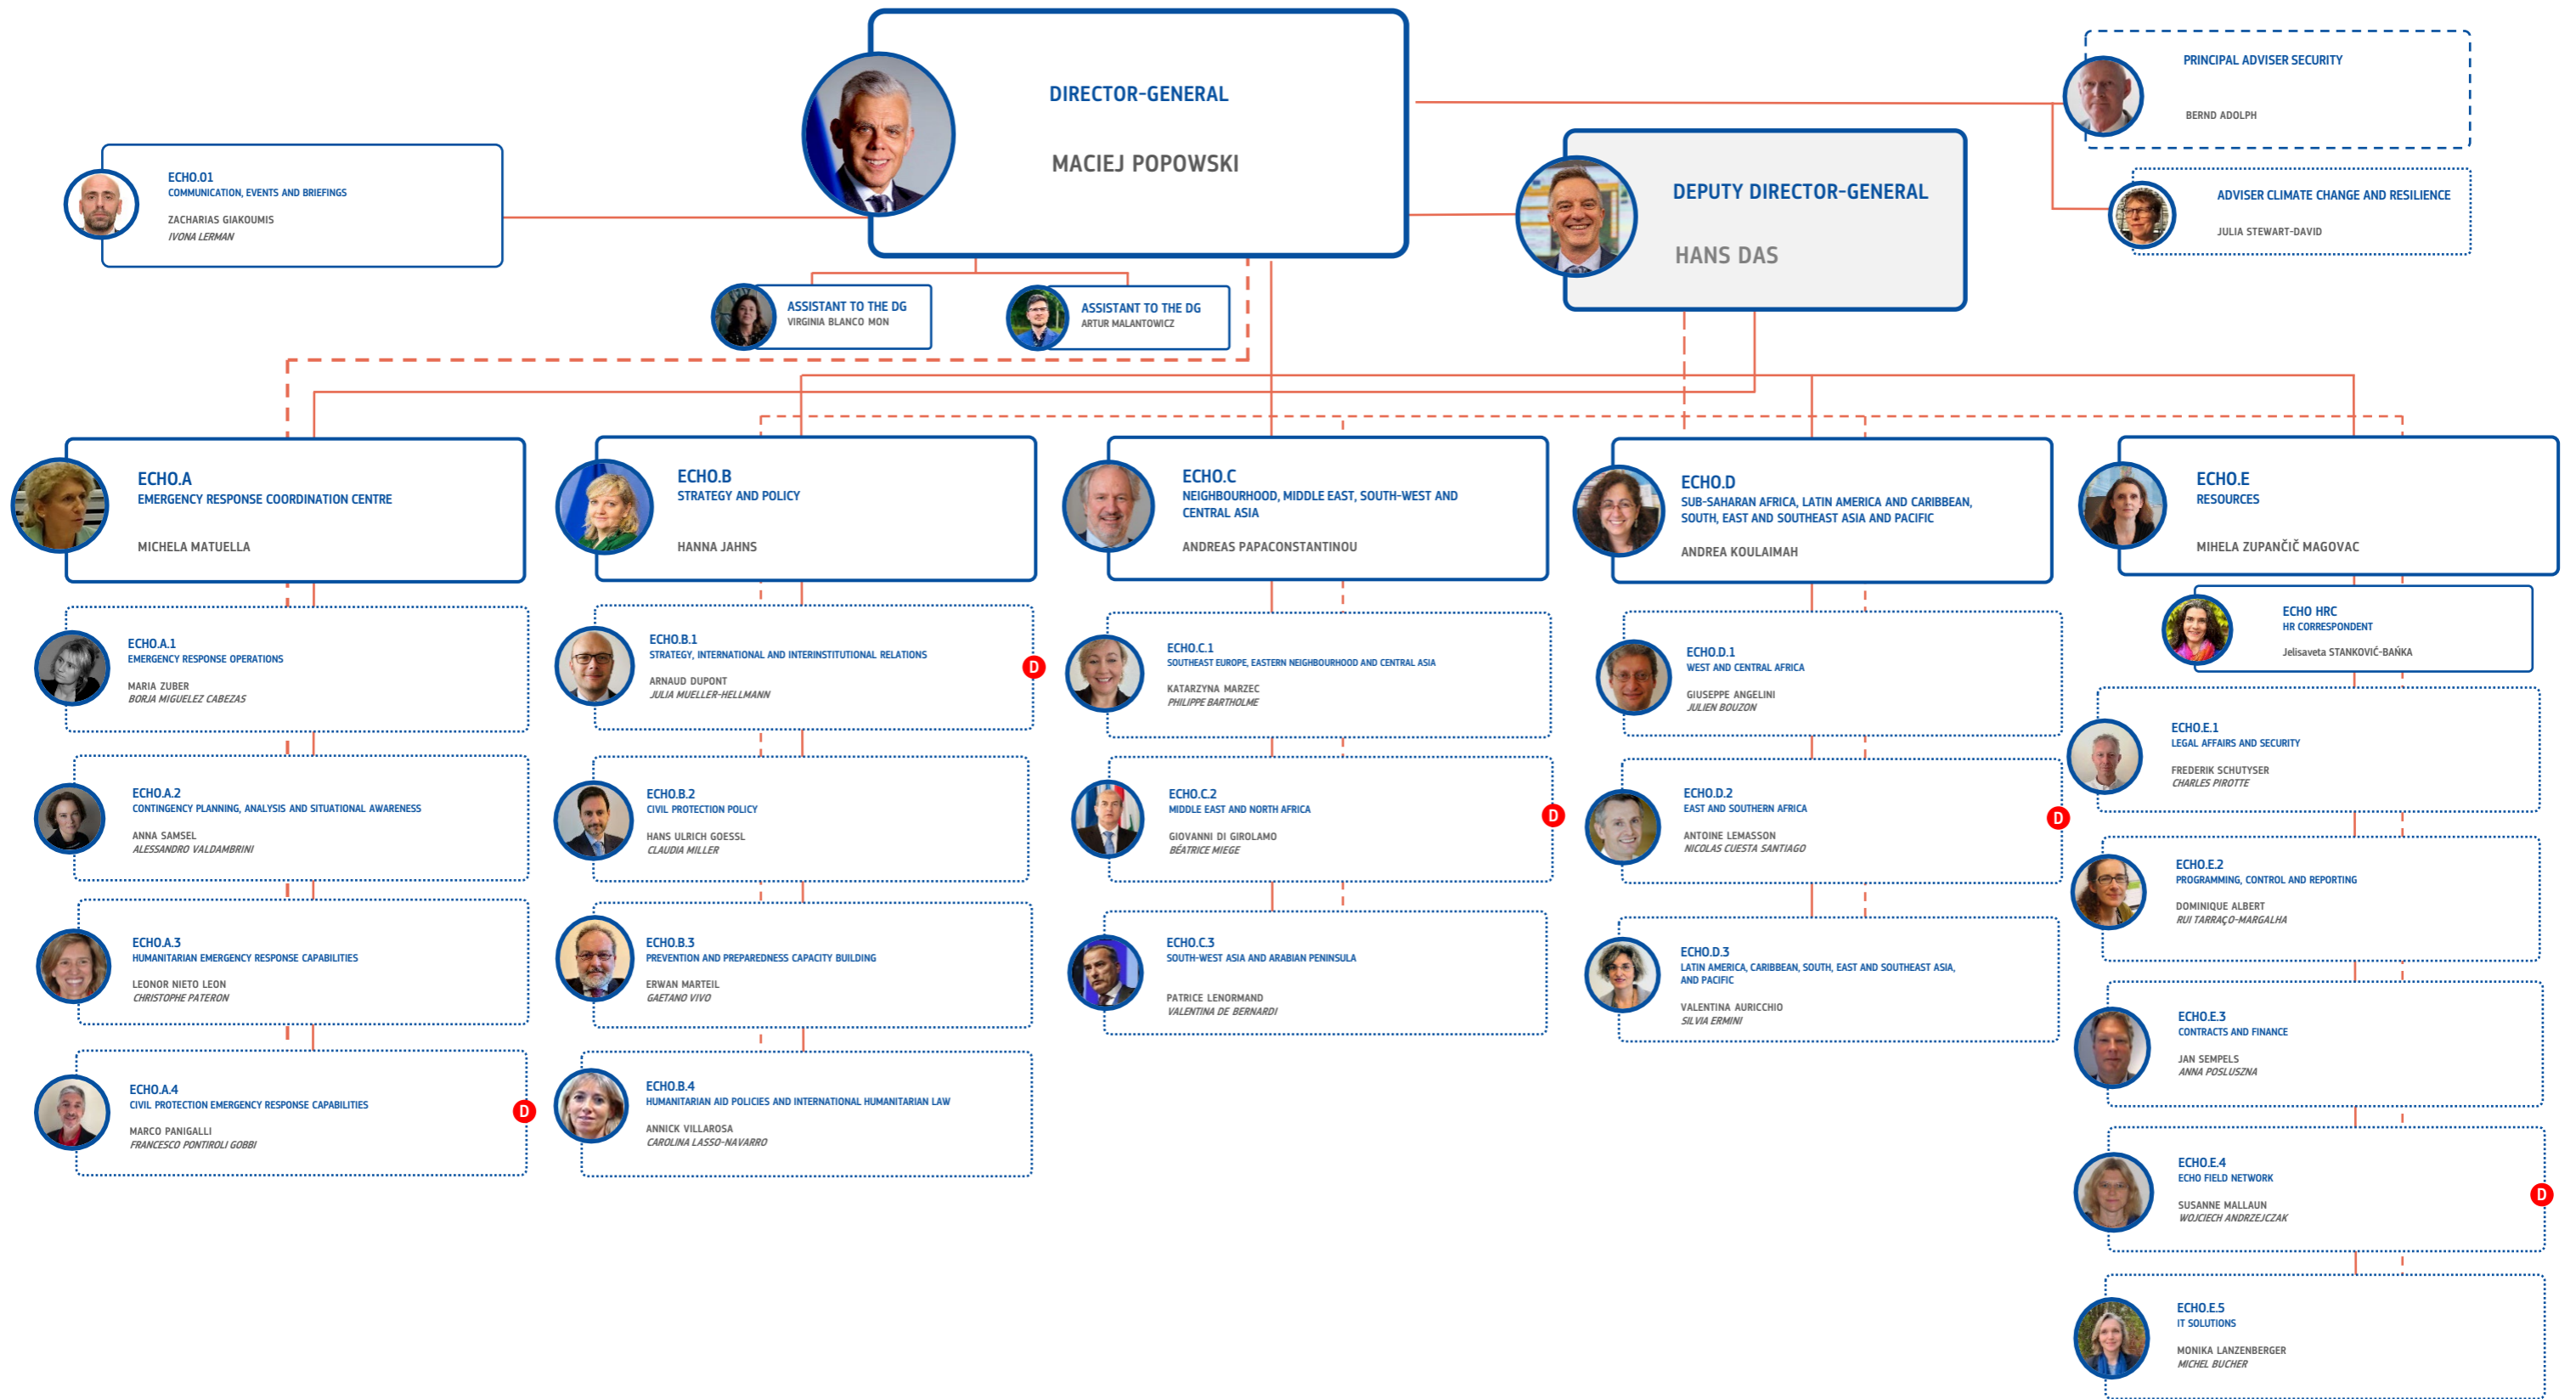 DIRECTOR-GENERAL
MACIEJ POPOWSKI
PRINCIPAL ADVISER SECURITY
BERND ADOLPH
ECHO.01
COMMUNICATION, EVENTS AND BRIEFINGS
ZACHARIAS GIAKOUMIS
IVONA LERMAN
DEPUTY DIRECTOR-GENERAL
HANS DAS
ADVISER CLIMATE CHANGE AND RESILIENCE
JULIA STEWART-DAVID
ASSISTANT TO THE DG
VIRGINIA BLANCO MON
ASSISTANT TO THE DG
ARTUR MALANTOWICZ
ECHO.A
EMERGENCY RESPONSE COORDINATION CENTRE
MICHELA MATUELLA
ECHO.B
STRATEGY AND POLICY
HANNA JAHNS
ECHO.C
NEIGHBOURHOOD, MIDDLE EAST, SOUTH-WEST AND
CENTRAL ASIA
ANDREAS PAPACONSTANTINOU
ECHO.D
SUB-SAHARAN AFRICA, LATIN AMERICA AND CARIBBEAN,
SOUTH, EAST AND SOUTHEAST ASIA AND PACIFIC
ANDREA KOULAIMAH
ECHO.E
RESOURCES
MIHELA ZUPANČIČ MAGOVAC
ECHO.A.1
EMERGENCY RESPONSE OPERATIONS
MARIA ZUBER
BORJA MIGUELEZ CABEZAS
ECHO.A.2
CONTINGENCY PLANNING, ANALYSIS AND SITUATIONAL AWARENESS
ANNA SAMSEL
ALESSANDRO VALDAMBRINI
ECHO.A.3
HUMANITARIAN EMERGENCY RESPONSE CAPABILITIES
LEONOR NIETO LEON
CHRISTOPHE PATERON
ECHO.A.4
CIVIL PROTECTION EMERGENCY RESPONSE CAPABILITIES
MARCO PANIGALLI
FRANCESCO PONTIROLI GOBBI
D
ECHO.B.1
STRATEGY, INTERNATIONAL AND INTERINSTITUTIONAL RELATIONS
ARNAUD DUPONT
JULIA MUELLER-HELLMANN
D
ECHO.B.2
CIVIL PROTECTION POLICY
HANS ULRICH GOESSL
CLAUDIA MILLER
ECHO.B.3
PREVENTION AND PREPAREDNESS CAPACITY BUILDING
ERWAN MARTEIL
GAETANO VIVO
ECHO.B.4
HUMANITARIAN AID POLICIES AND INTERNATIONAL HUMANITARIAN LAW
ANNICK VILLAROSA
CAROLINA LASSO-NAVARRO
ECHO.C.1
SOUTHEAST EUROPE, EASTERN NEIGHBOURHOOD AND CENTRAL ASIA
KATARZYNA MARZEC
PHILIPPE BARTHOLME
ECHO.C.2
MIDDLE EAST AND NORTH AFRICA
GIOVANNI DI GIROLAMO
BÉATRICE MIEGE
D
ECHO.C.3
SOUTH-WEST ASIA AND ARABIAN PENINSULA
PATRICE LENORMAND
VALENTINA DE BERNARDI
ECHO.D.1
WEST AND CENTRAL AFRICA
GIUSEPPE ANGELINI
JULIEN BOUZON
ECHO.D.2
EAST AND SOUTHERN AFRICA
ANTOINE LEMASSON
NICOLAS CUESTA SANTIAGO
D
ECHO.D.3
LATIN AMERICA, CARIBBEAN, SOUTH, EAST AND SOUTHEAST ASIA,
AND PACIFIC
VALENTINA AURICCHIO
SILVIA ERMINI
ECHO HRC
HR CORRESPONDENT
Jelisaveta STANKOVIĆ-BAŃKA
ECHO.E.1
LEGAL AFFAIRS AND SECURITY
FREDERIK SCHUTYSER
CHARLES PIROTTE
ECHO.E.2
PROGRAMMING, CONTROL AND REPORTING
DOMINIQUE ALBERT
RUI TARRAÇO-MARGALHA
ECHO.E.3
CONTRACTS AND FINANCE
JAN SEMPELS
ANNA POSLUSZNA
ECHO.E.4
ECHO FIELD NETWORK
SUSANNE MALLAUN
WOJCIECH ANDRZEJCZAK
D
ECHO.E.5
IT SOLUTIONS
MONIKA LANZENBERGER
MICHEL BUCHER